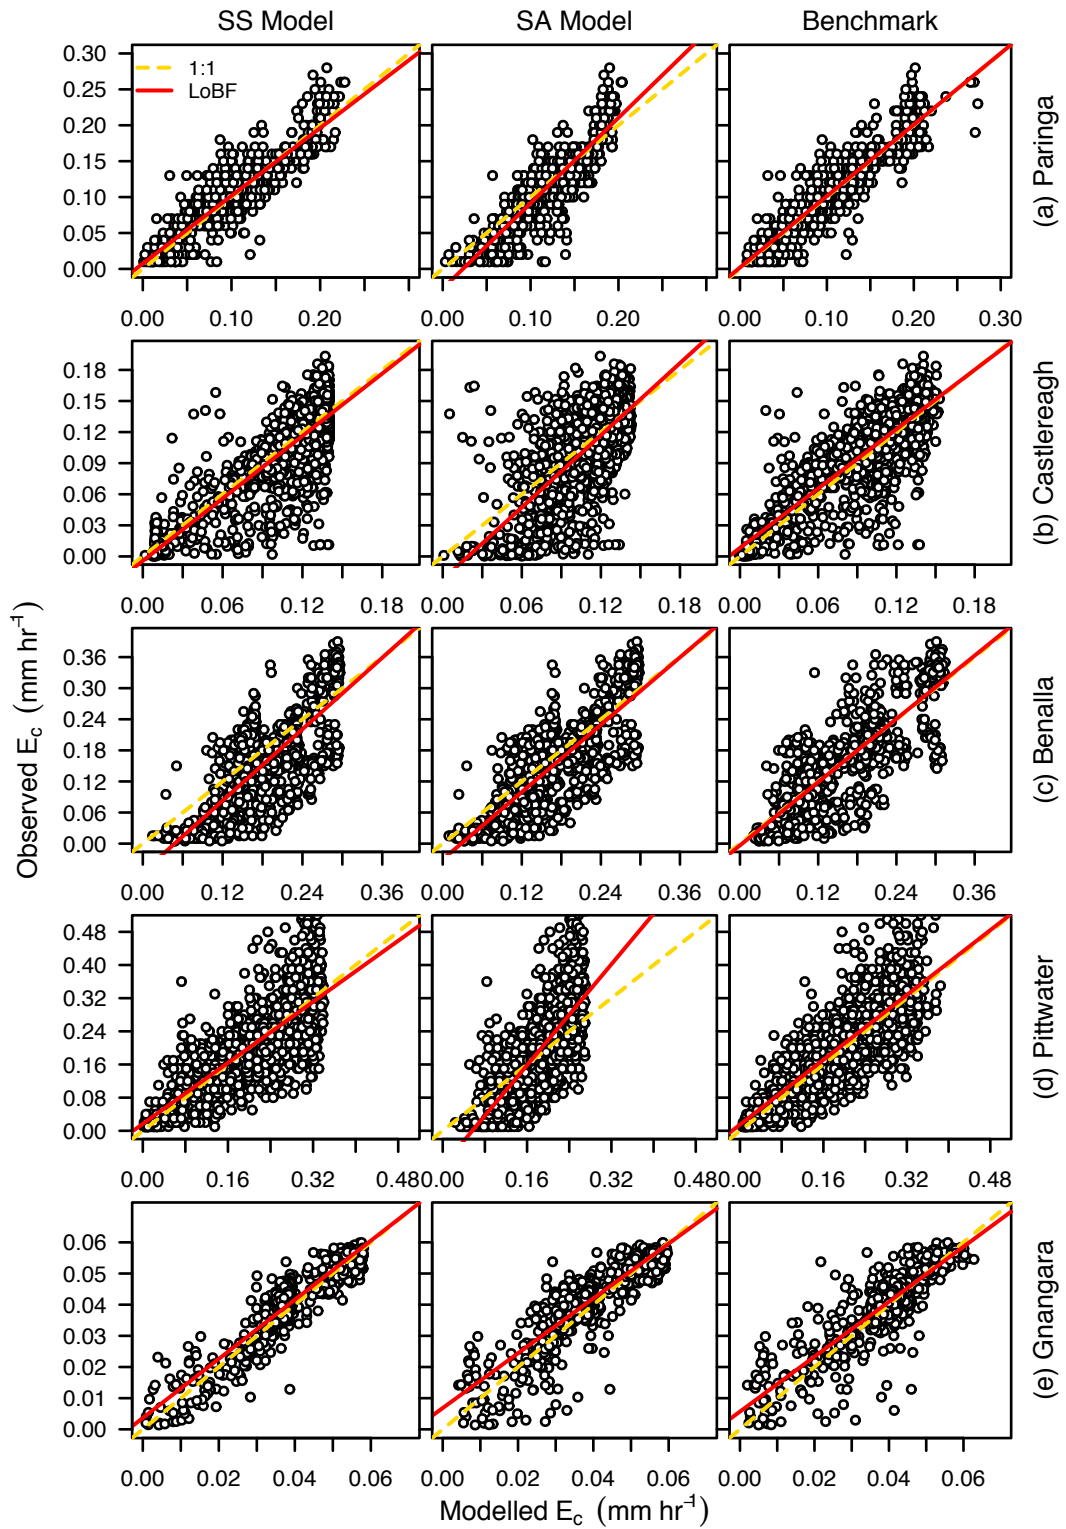 SS Model SA Model Benchmark
1:1
LoBF
0.30
0.25
0.20
0.15
0.10
0.05
0.00
(a) Paringa
0.00 0.10 0.20 0.00 0.10 0.20 0.00 0.10 0.20 0.30
0.18
0.15
0.12
0.09
0.06
0.03
0.00
(b) Castlereagh
0.00 0.06 0.12 0.18 0.00 0.06 0.12 0.18 0.00 0.06 0.12 0.18
Observed Ec (mm hr⁻¹)
0.36
0.30
0.24
0.18
0.12
0.06
0.00
(c) Benalla
0.00 0.12 0.24 0.36 0.00 0.12 0.24 0.36 0.00 0.12 0.24 0.36
0.48
0.40
0.32
0.24
0.16
0.08
0.00
(d) Pittwater
0.00 0.16 0.32 0.48 0.00 0.16 0.32 0.48 0.00 0.16 0.32 0.48
0.06
0.05
0.04
0.03
0.02
0.01
0.00
(e) Gnangara
0.00 0.02 0.04 0.06 0.00 0.02 0.04 0.06 0.00 0.02 0.04 0.06
Modelled Ec (mm hr⁻¹)